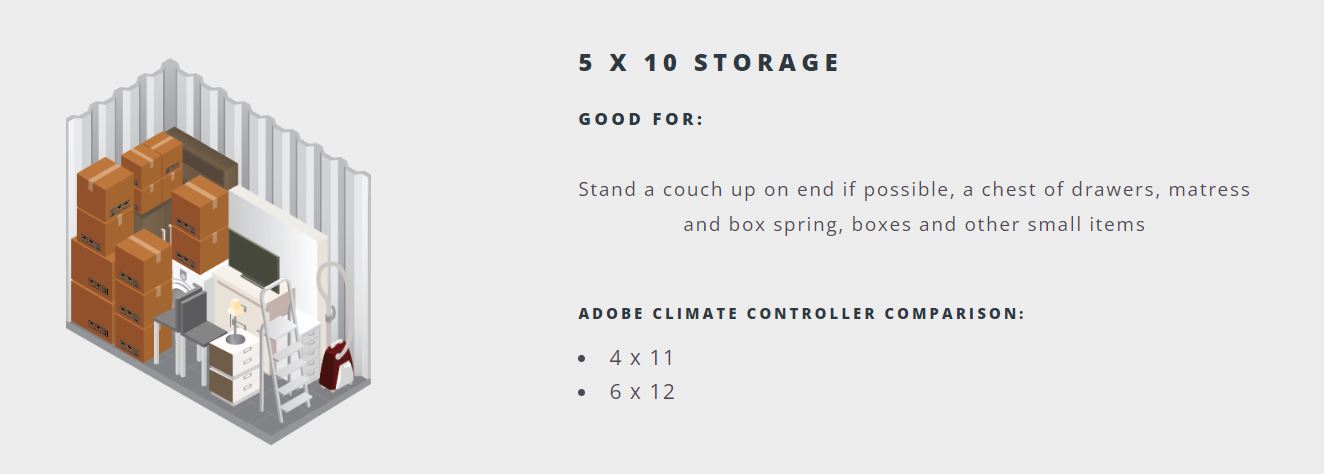 5 X 10 STORAGE
GOOD FOR:
Stand a couch up on end if possible, a chest of drawers, matress
and box spring, boxes and other small items
ADOBE CLIMATE CONTROLLER COMPARISON:
• 4 x 11
• 6 x 12